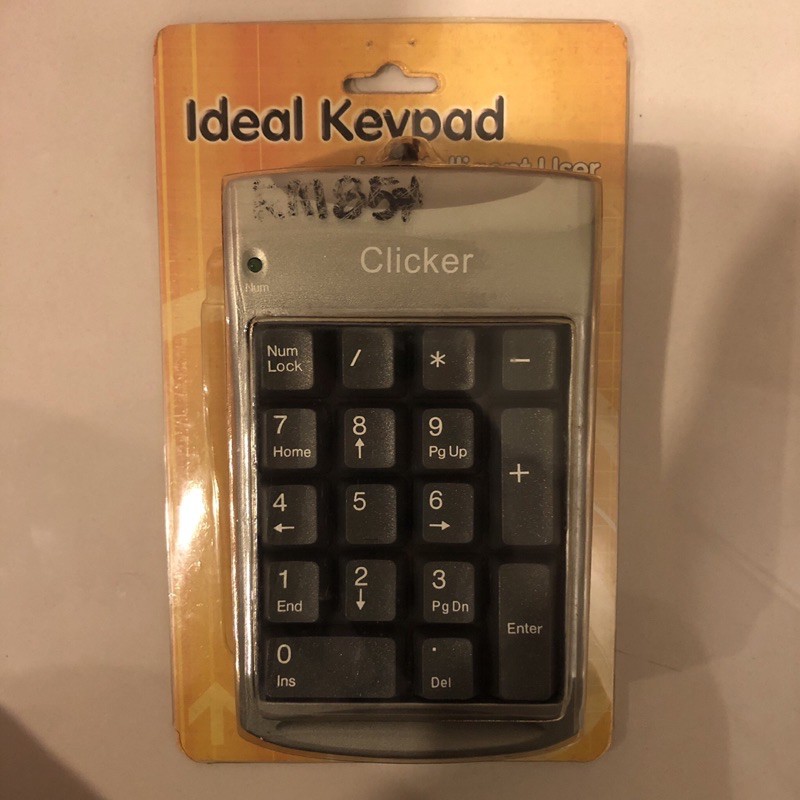 Ideal Keypad
User
Clicker
Num
Num Lock
/
*
−
7 Home
8 ↑
9 Pg Up
+
4 ←
5
6 →
1 End
2 ↓
3 Pg Dn
Enter
0 Ins
. Del